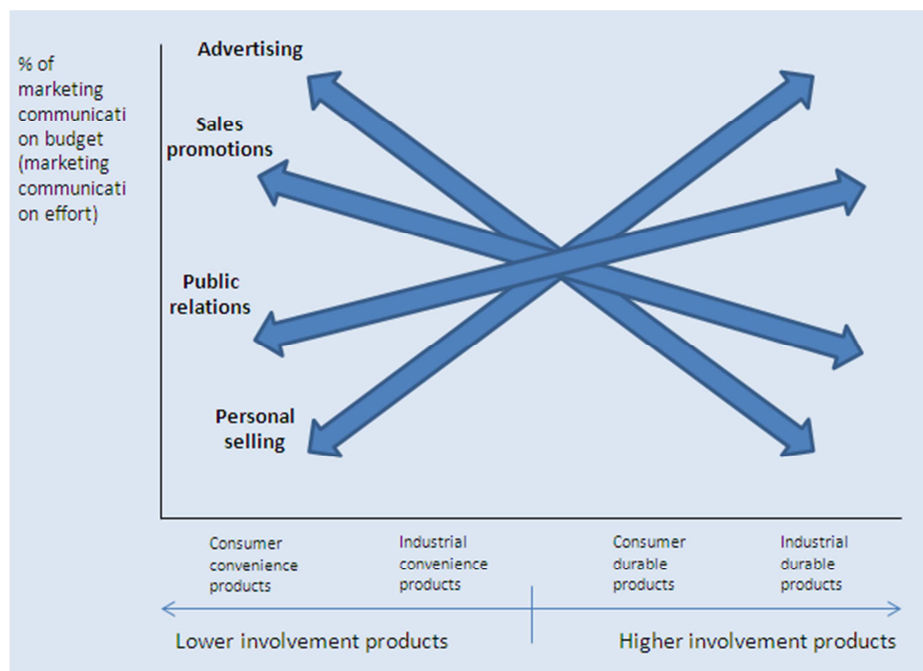 % of
marketing
communicati
on budget
(marketing
communicati
on effort)
Advertising
Sales
promotions
Public
relations
Personal
selling
Consumer
convenience
products
Industrial
convenience
products
Consumer
durable
products
Industrial
durable
products
Lower involvement products
Higher involvement products